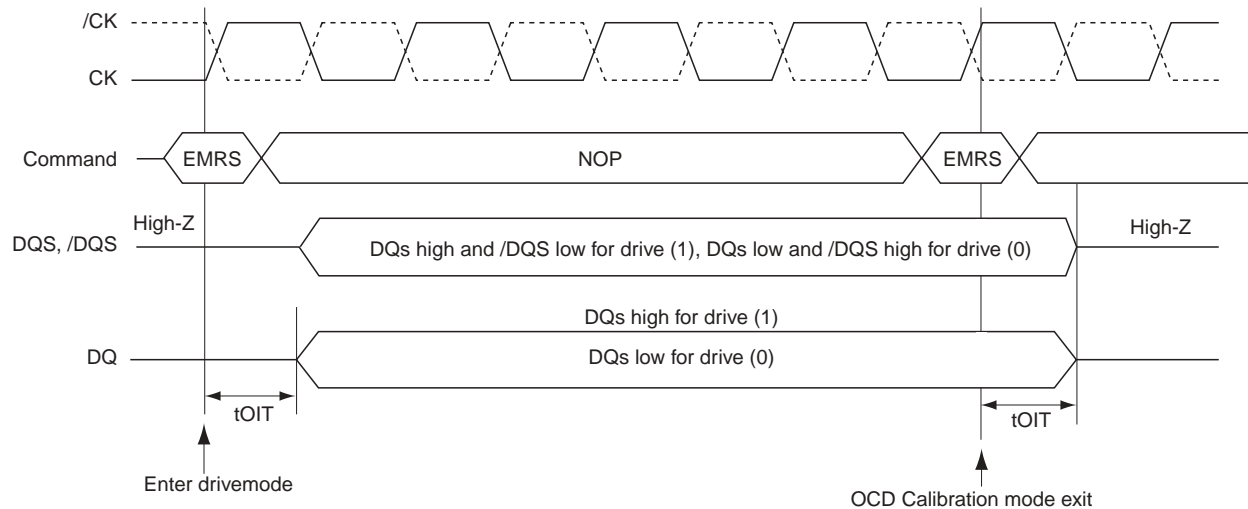 /CK
CK
Command
EMRS
NOP
EMRS
High-Z
High-Z
DQS, /DQS
DQs high and /DQS low for drive (1), DQs low and /DQS high for drive (0)
DQs high for drive (1)
DQ
DQs low for drive (0)
tOIT
tOIT
Enter drivemode
OCD Calibration mode exit